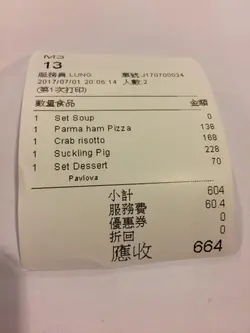 M3
13
服務員 LUNG 單號 J170700024
2017/07/01 20:05:14 人數:2
(第1次打印)
數量食品 金額
1 Set Soup 0
1 Parma ham Pizza 138
1 Crab risotto 168
1 Suckling Pig 228
1 Set Dessert 70
Pavlova
小計 604
服務費 60.4
優惠券 0
折回 0
應收 664